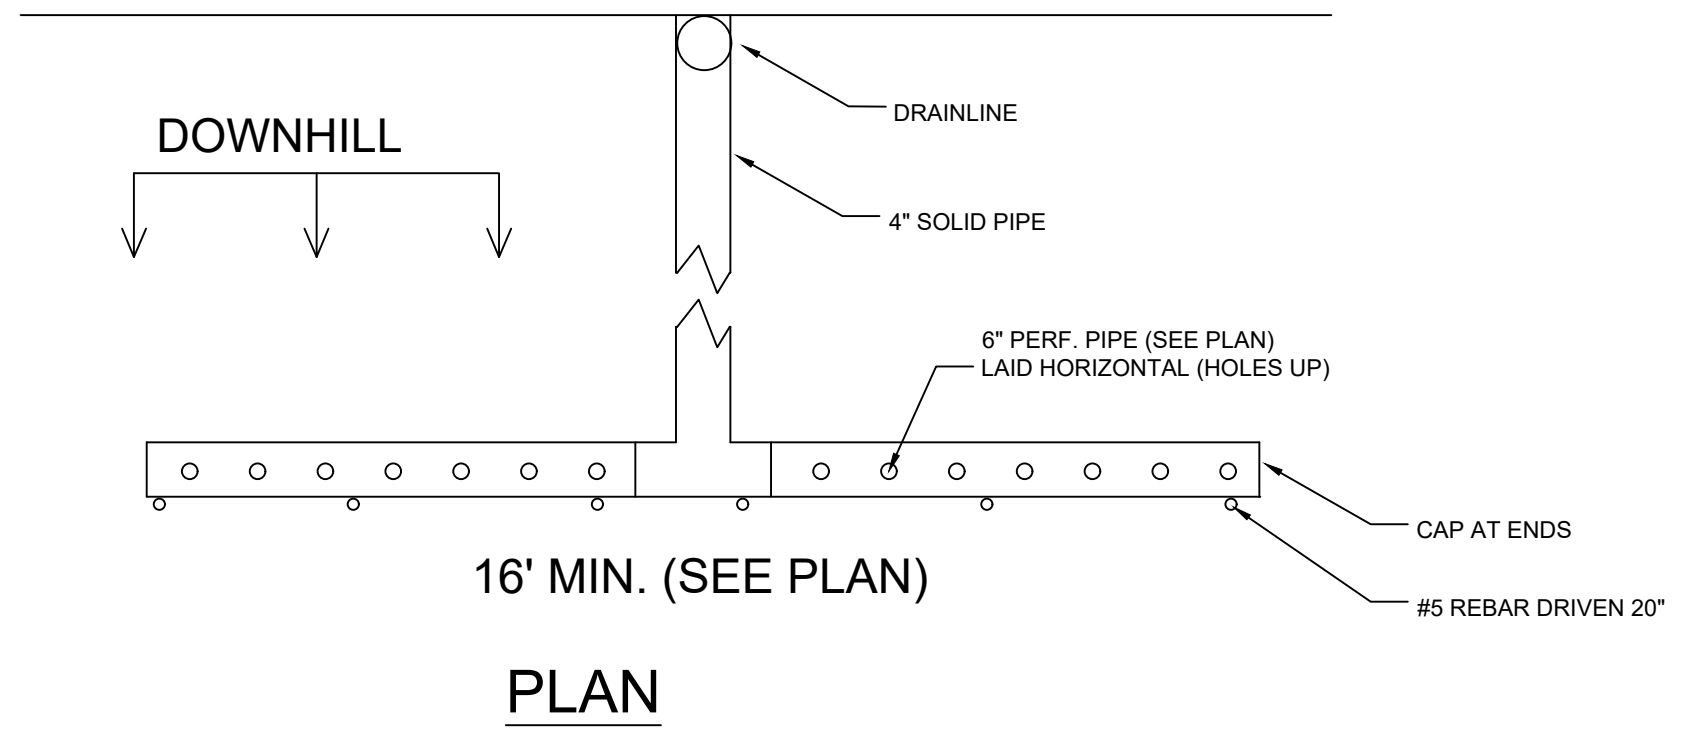 DRAINLINE
DOWNHILL
4" SOLID PIPE
6" PERF. PIPE (SEE PLAN)
LAID HORIZONTAL (HOLES UP)
CAP AT ENDS
16' MIN. (SEE PLAN)
#5 REBAR DRIVEN 20"
PLAN